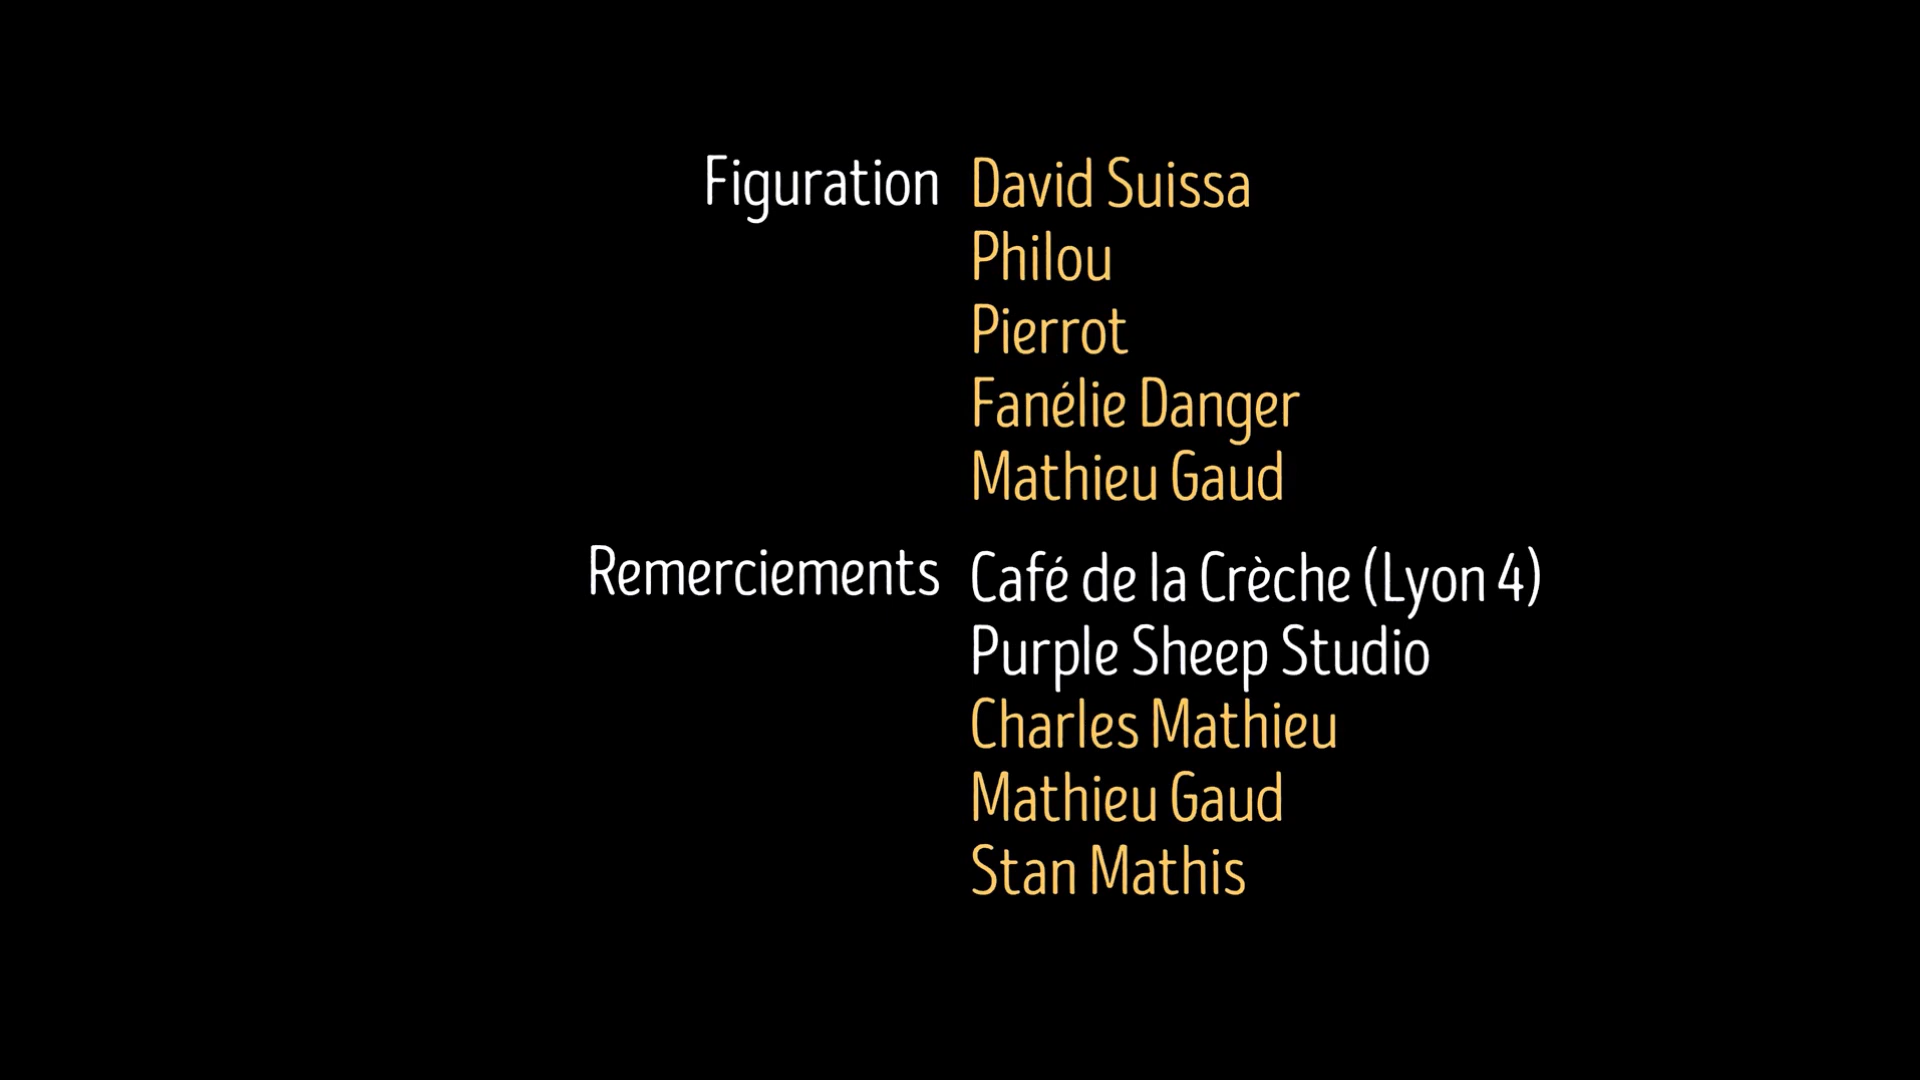 Figuration David Suissa
Philou
Pierrot
Fanélie Danger
Mathieu Gaud
Remerciements Café de la Crèche (Lyon 4)
Purple Sheep Studio
Charles Mathieu
Mathieu Gaud
Stan Mathis